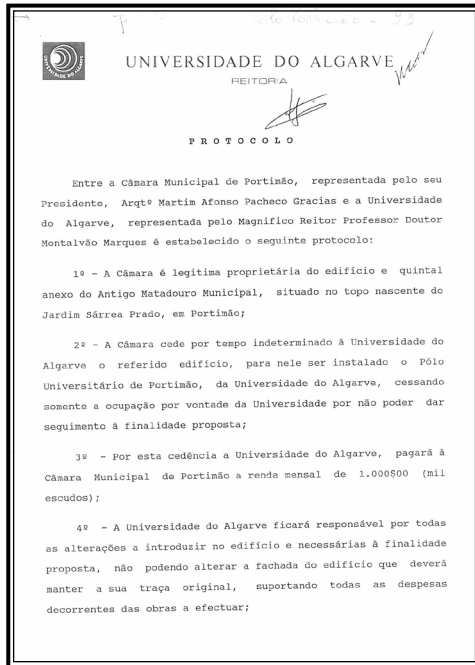 UNIVERSIDADE DO ALGARVE
UNIVERSIDADE DO ALGARVE
REITORIA
PROTOCOLO
Entre a Câmara Municipal de Portimão, representada pelo seu
Presidente, Arqtº Martim Afonso Pacheco Gracias e a Universidade
do Algarve, representada pelo Magnífico Reitor Professor Doutor
Montalvão Marques é estabelecido o seguinte protocolo:
1º - A Câmara é legitima proprietária do edifício e quintal
anexo do Antigo Matadouro Municipal, situado no topo nascente do
Jardim Sárrea Prado, em Portimão;
2º - A Câmara cede por tempo indeterminado à Universidade do
Algarve o referido edifício, para nele ser instalado o Pólo
Universitário de Portimão, da Universidade do Algarve, cessando
somente a ocupação por vontade da Universidade por não poder dar
seguimento à finalidade proposta;
3º - Por esta cedência a Universidade do Algarve, pagará à
Câmara Municipal de Portimão a renda mensal de 1.000$00 (mil
escudos);
4º - A Universidade do Algarve ficará responsável por todas
as alterações a introduzir no edifício e necessárias à finalidade
proposta, não podendo alterar a fachada do edifício que deverá
manter a sua traça original, suportando todas as despesas
decorrentes das obras a efectuar;